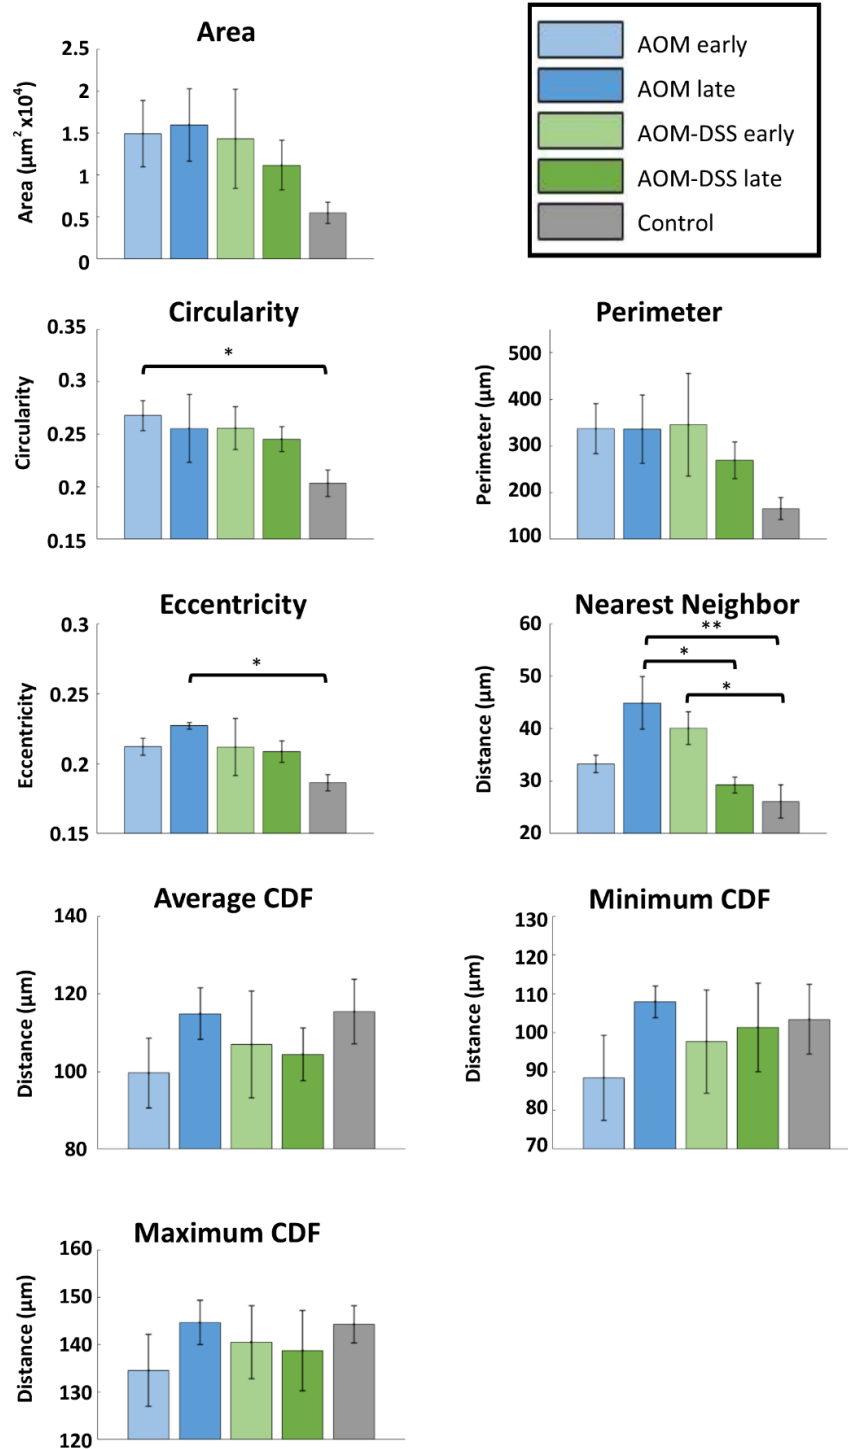 Area
Area (µm² x10⁴)
2.5
2
1.5
1
0.5
0
AOM early
AOM late
AOM-DSS early
AOM-DSS late
Control
Circularity
Circularity
0.35
0.3
0.25
0.2
0.15
*
Perimeter
Perimeter (µm)
500
400
300
200
100
Eccentricity
Eccentricity
0.3
0.25
0.2
0.15
*
Nearest Neighbor
Distance (µm)
60
50
40
30
20
**
*
*
Average CDF
Distance (µm)
140
120
100
80
Minimum CDF
Distance (µm)
130
120
110
100
90
80
70
Maximum CDF
Distance (µm)
160
150
140
130
120